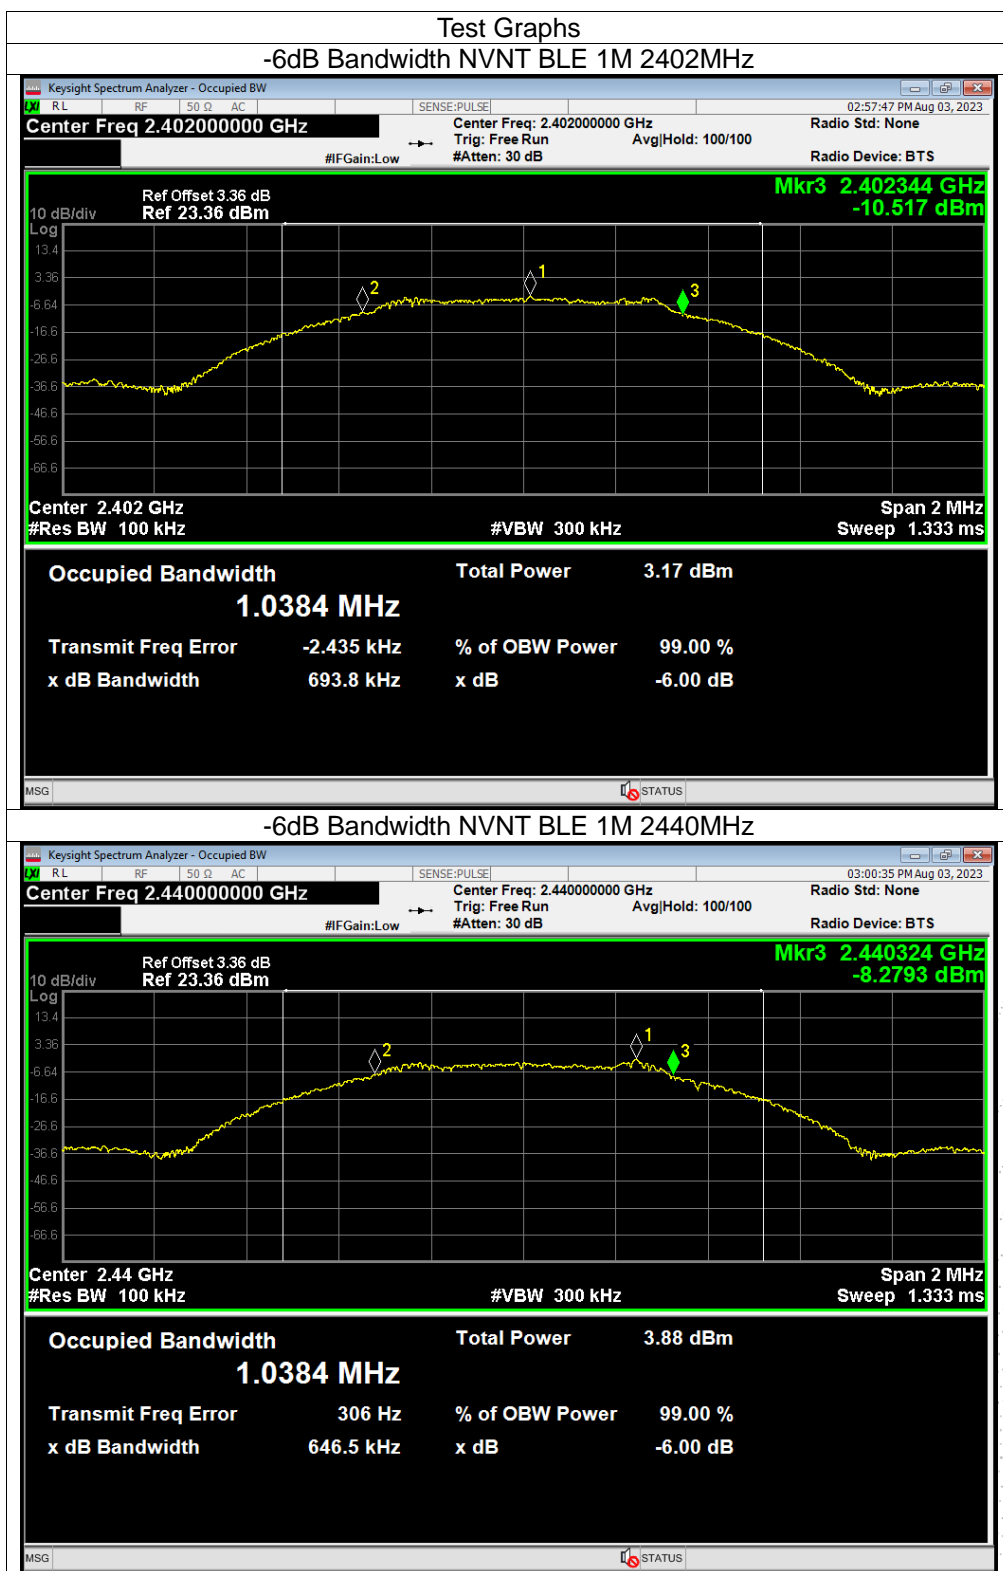 Test Graphs
-6dB Bandwidth NVNT BLE 1M 2402MHz
Keysight Spectrum Analyzer - Occupied BW
LXI RL RF 50 Ω AC SENSE:PULSE 02:57:47 PM Aug 03, 2023
Center Freq 2.402000000 GHz Center Freq: 2.402000000 GHz Radio Std: None
Trig: Free Run Avg|Hold: 100/100
#IFGain:Low #Atten: 30 dB Radio Device: BTS
Mkr3 2.402344 GHz
-10.517 dBm
Ref Offset 3.36 dB
10 dB/div Ref 23.36 dBm
Log
13.4
3.36
-6.64
-16.6
-26.6
-36.6
-46.6
-56.6
-66.6
1
2
3
Center 2.402 GHz Span 2 MHz
#Res BW 100 kHz #VBW 300 kHz Sweep 1.333 ms
Occupied Bandwidth Total Power 3.17 dBm
1.0384 MHz
Transmit Freq Error -2.435 kHz % of OBW Power 99.00 %
x dB Bandwidth 693.8 kHz x dB -6.00 dB
MSG STATUS
-6dB Bandwidth NVNT BLE 1M 2440MHz
Keysight Spectrum Analyzer - Occupied BW
LXI RL RF 50 Ω AC SENSE:PULSE 03:00:35 PM Aug 03, 2023
Center Freq 2.440000000 GHz Center Freq: 2.440000000 GHz Radio Std: None
Trig: Free Run Avg|Hold: 100/100
#IFGain:Low #Atten: 30 dB Radio Device: BTS
Mkr3 2.440324 GHz
-8.2793 dBm
Ref Offset 3.36 dB
10 dB/div Ref 23.36 dBm
Log
13.4
3.36
-6.64
-16.6
-26.6
-36.6
-46.6
-56.6
-66.6
1
2
3
Center 2.44 GHz Span 2 MHz
#Res BW 100 kHz #VBW 300 kHz Sweep 1.333 ms
Occupied Bandwidth Total Power 3.88 dBm
1.0384 MHz
Transmit Freq Error 306 Hz % of OBW Power 99.00 %
x dB Bandwidth 646.5 kHz x dB -6.00 dB
MSG STATUS